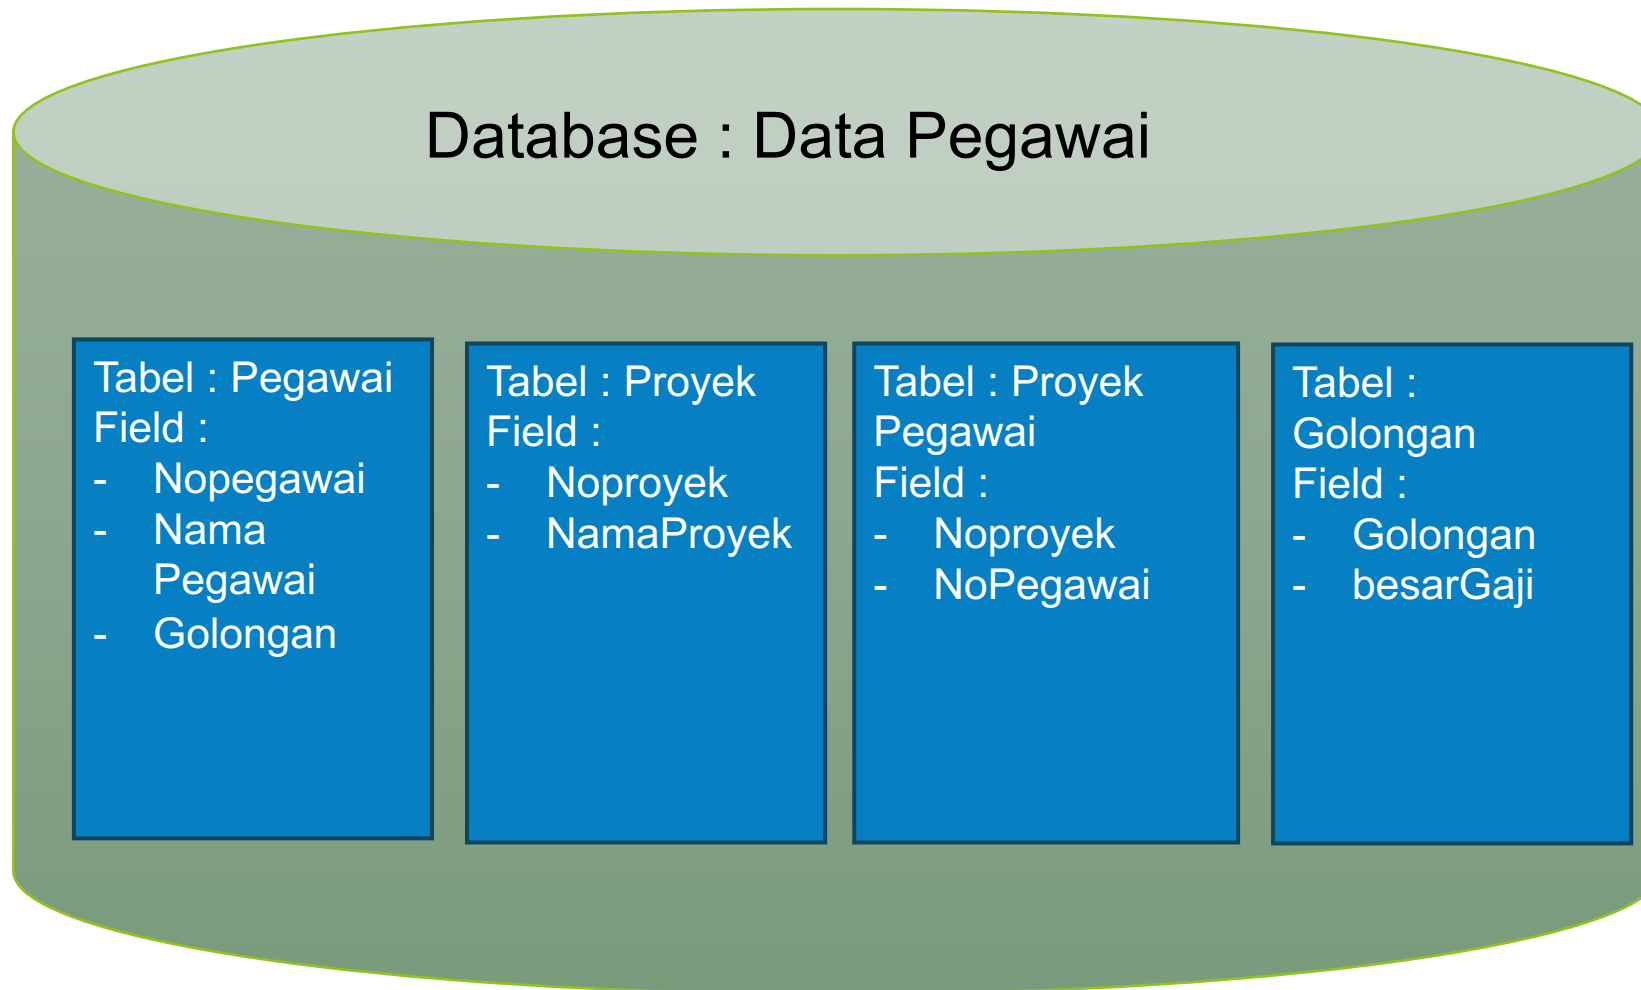 Database : Data Pegawai
Tabel : Pegawai
Field :
- Nopegawai
- Nama
Pegawai
- Golongan
Tabel : Proyek
Field :
- Noproyek
- NamaProyek
Tabel : Proyek
Pegawai
Field :
- Noproyek
- NoPegawai
Tabel :
Golongan
Field :
- Golongan
- besarGaji